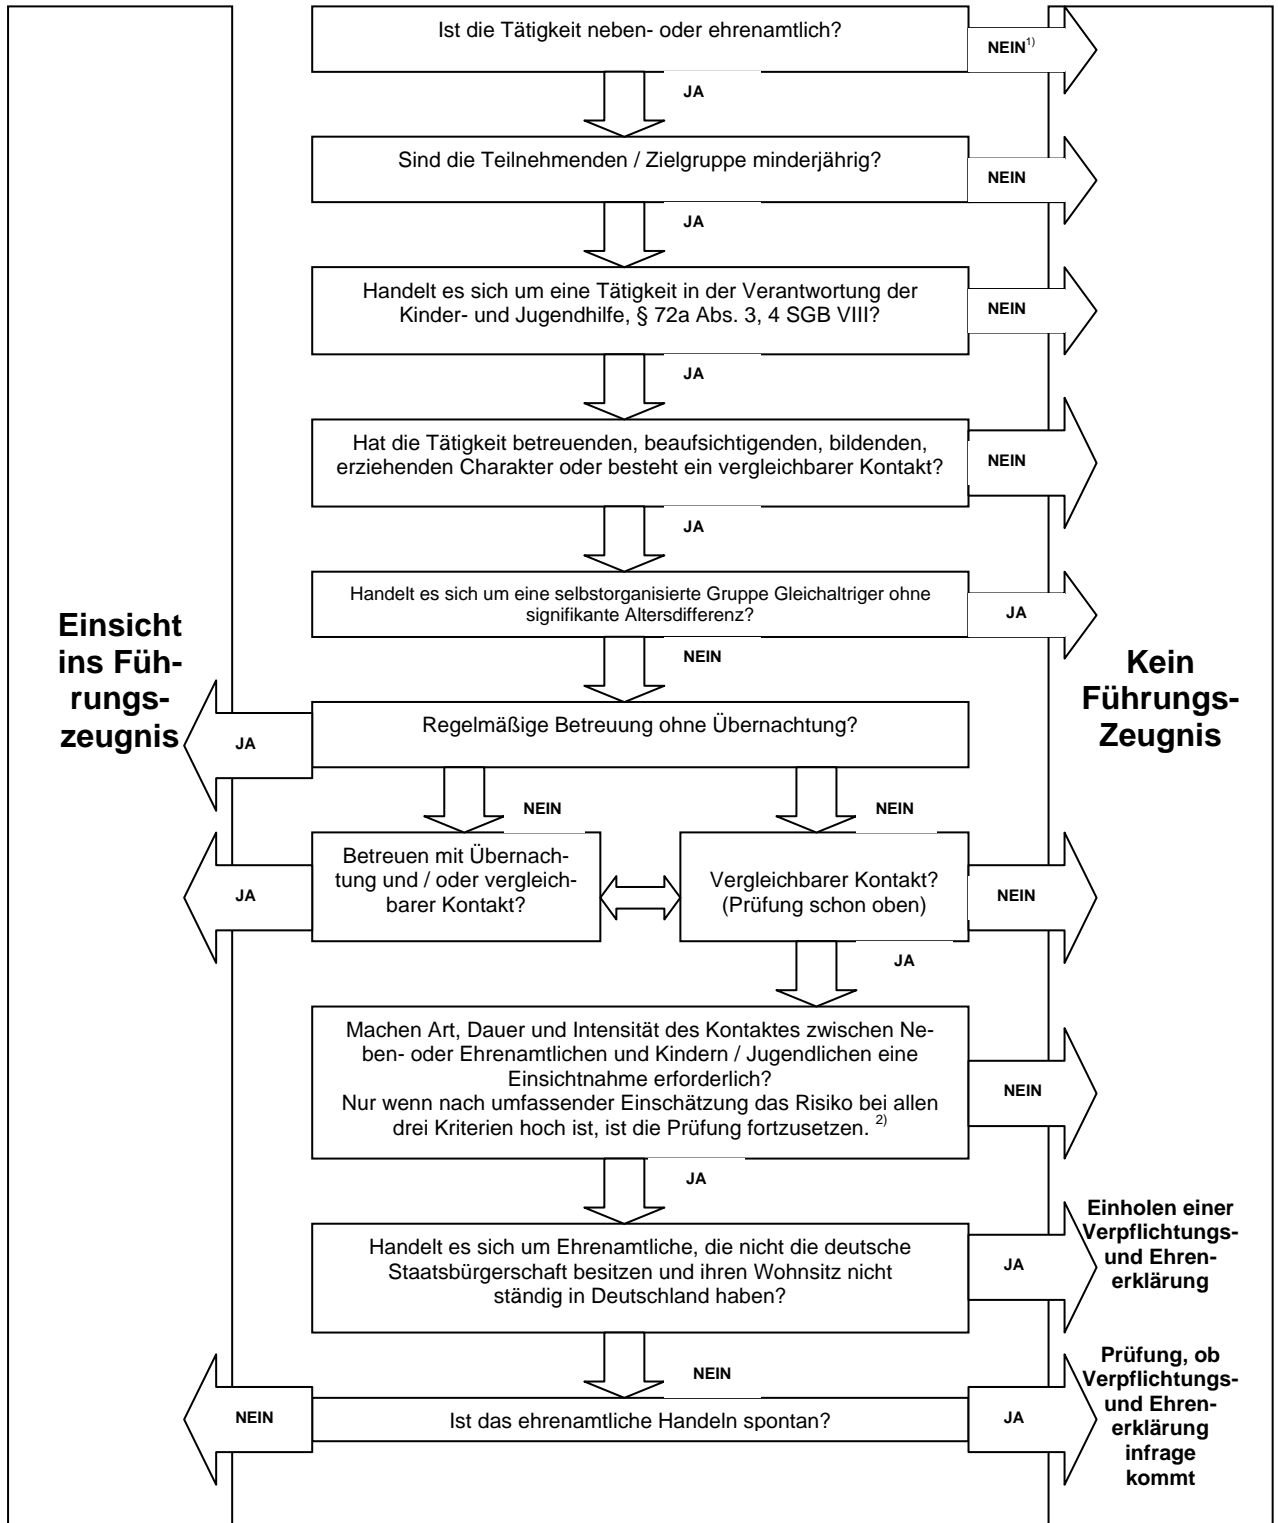 Ist die Tätigkeit neben- oder ehrenamtlich?
NEIN1)
JA
Sind die Teilnehmenden / Zielgruppe minderjährig?
NEIN
JA
Handelt es sich um eine Tätigkeit in der Verantwortung der
Kinder- und Jugendhilfe, § 72a Abs. 3, 4 SGB VIII?
NEIN
JA
Hat die Tätigkeit betreuenden, beaufsichtigenden, bildenden,
erziehenden Charakter oder besteht ein vergleichbarer Kontakt?
NEIN
JA
Handelt es sich um eine selbstorganisierte Gruppe Gleichaltriger ohne
signifikante Altersdifferenz?
JA
NEIN
Einsicht
ins Füh-
rungs-
zeugnis
Kein
Führungs-
Zeugnis
Regelmäßige Betreuung ohne Übernachtung?
JA
NEIN
NEIN
Betreuen mit Übernach-
tung und / oder vergleich-
barer Kontakt?
JA
Vergleichbarer Kontakt?
(Prüfung schon oben)
NEIN
JA
Machen Art, Dauer und Intensität des Kontaktes zwischen Ne-
ben- oder Ehrenamtlichen und Kindern / Jugendlichen eine
Einsichtnahme erforderlich?
Nur wenn nach umfassender Einschätzung das Risiko bei allen
drei Kriterien hoch ist, ist die Prüfung fortzusetzen. 2)
NEIN
JA
Handelt es sich um Ehrenamtliche, die nicht die deutsche
Staatsbürgerschaft besitzen und ihren Wohnsitz nicht
ständig in Deutschland haben?
JA
Einholen einer
Verpflichtungs-
und Ehren-
erklärung
NEIN
Ist das ehrenamtliche Handeln spontan?
NEIN
JA
Prüfung, ob
Verpflichtungs-
und Ehren-
erklärung
infrage
kommt